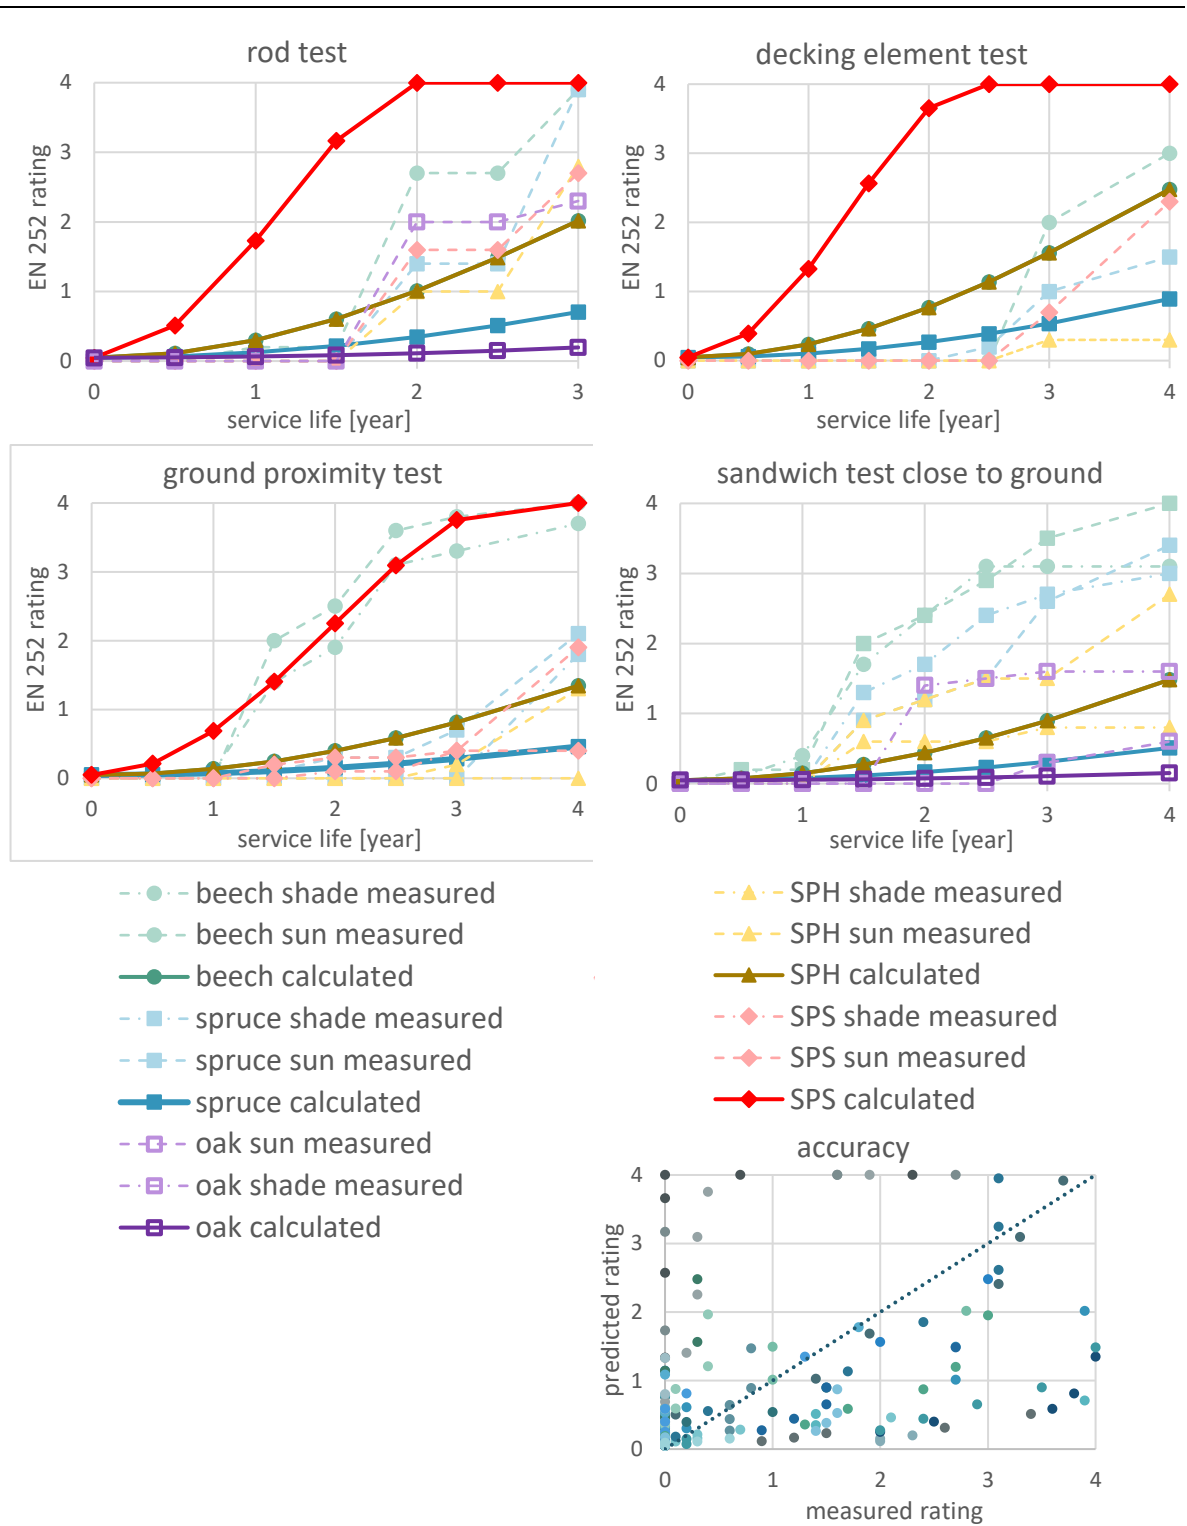 rod test
4
3
2
1
0
EN 252 rating
0 1 2 3
service life [year]
decking element test
4
3
2
1
0
EN 252 rating
0 1 2 3 4
service life [year]
ground proximity test
4
3
2
1
0
EN 252 rating
0 1 2 3 4
service life [year]
sandwich test close to ground
4
3
2
1
0
EN 252 rating
0 1 2 3 4
service life [year]
beech shade measured
beech sun measured
beech calculated
spruce shade measured
spruce sun measured
spruce calculated
oak sun measured
oak shade measured
oak calculated
SPH shade measured
SPH sun measured
SPH calculated
SPS shade measured
SPS sun measured
SPS calculated
accuracy
4
3
2
1
0
predicted rating
0 1 2 3 4
measured rating